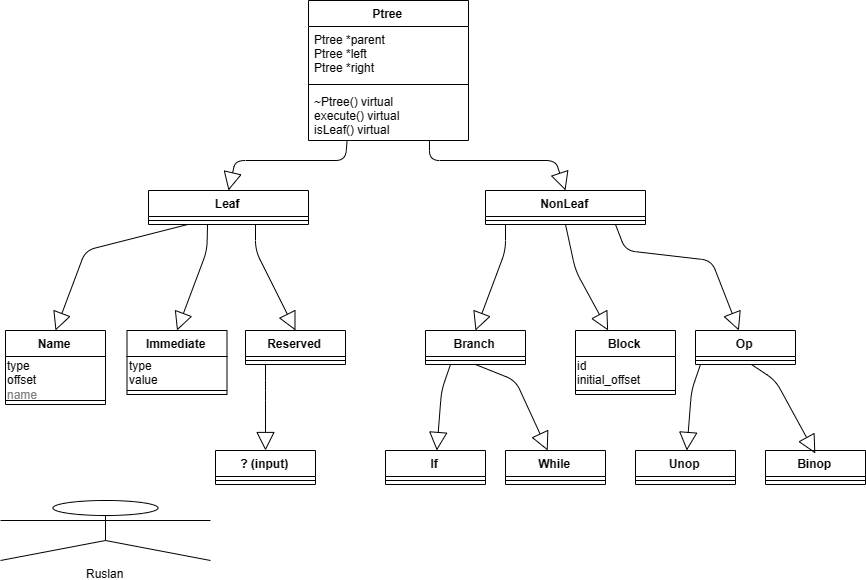 Ptree
Ptree *parent
Ptree *left
Ptree *right
~Ptree() virtual
execute() virtual
isLeaf() virtual
Leaf
NonLeaf
Name
type
offset
name
Immediate
type
value
Reserved
Branch
Block
id
initial_offset
Op
? (input)
If
While
Unop
Binop
Ruslan